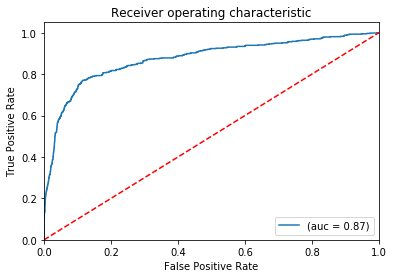 Receiver operating characteristic
True Positive Rate
1.0
0.8
0.6
0.4
0.2
0.0
(auc = 0.87)
0.0 0.2 0.4 0.6 0.8 1.0
False Positive Rate